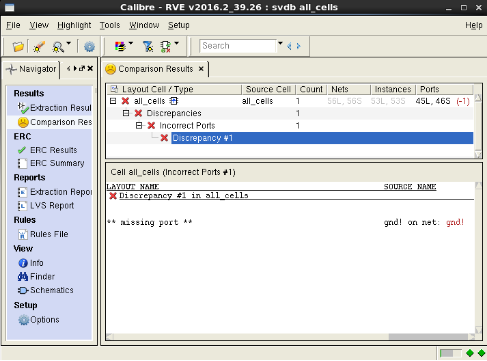 Calibre - RVE v2016.2_39.26 : svdb all_cells
File View Highlight Tools Window Setup Help
Search
Navigator
Comparison Results
Results
Extraction Resul
Comparison Res
ERC
ERC Results
ERC Summary
Reports
Extraction Repor
LVS Report
Rules
Rules File
View
Info
Finder
Schematics
Setup
Options
Layout Cell / Type Source Cell Count Nets Instances Ports
all_cells all_cells 1 55L, 56S 53L, 53S 45L, 46S (-1)
Discrepancies 1
Incorrect Ports 1
Discrepancy #1
Cell all_cells (Incorrect Ports #1)
LAYOUT NAME SOURCE NAME
Discrepancy #1 in all_cells
** missing port ** gnd! on net: gnd!